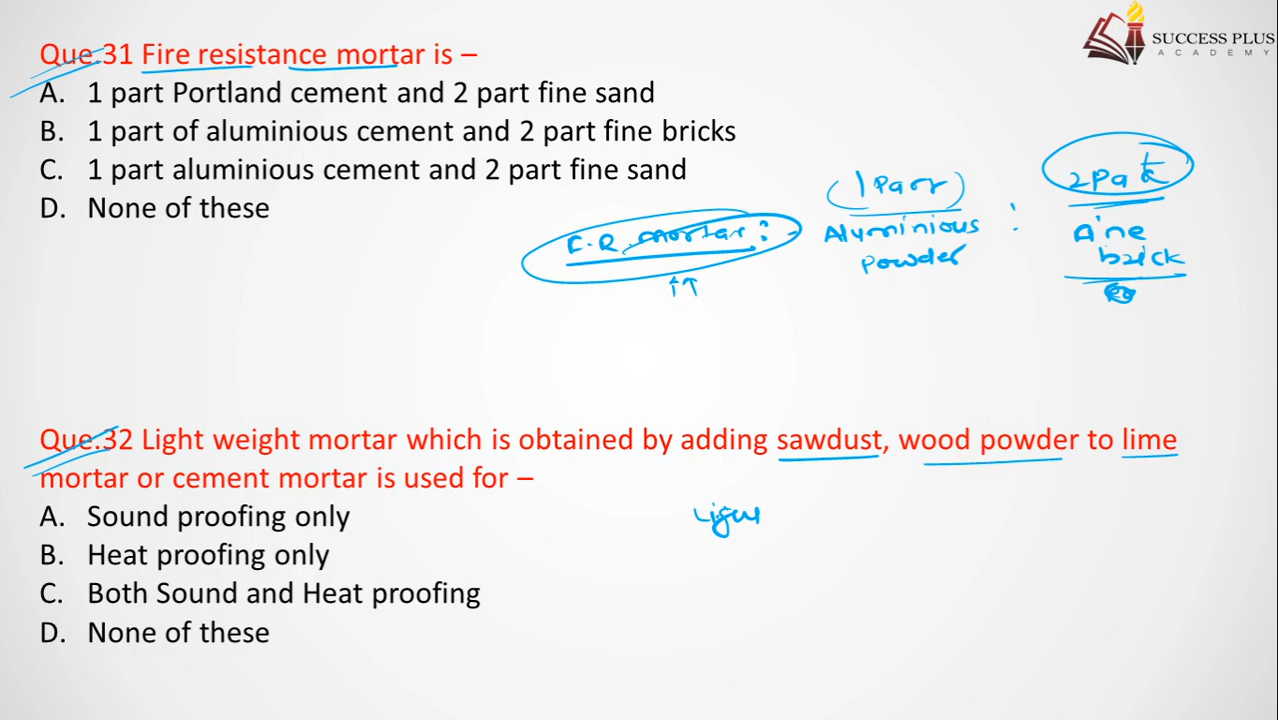 SUCCESS PLUS
ACADEMY
Que.31 Fire resistance mortar is –
A. 1 part Portland cement and 2 part fine sand
B. 1 part of aluminious cement and 2 part fine bricks
C. 1 part aluminious cement and 2 part fine sand
D. None of these
F.R mortar :-
(1 Part)
Aluminious
Powder
:
2 Part
fine
brick
Que.32 Light weight mortar which is obtained by adding sawdust, wood powder to lime
mortar or cement mortar is used for –
A. Sound proofing only
B. Heat proofing only
C. Both Sound and Heat proofing
D. None of these